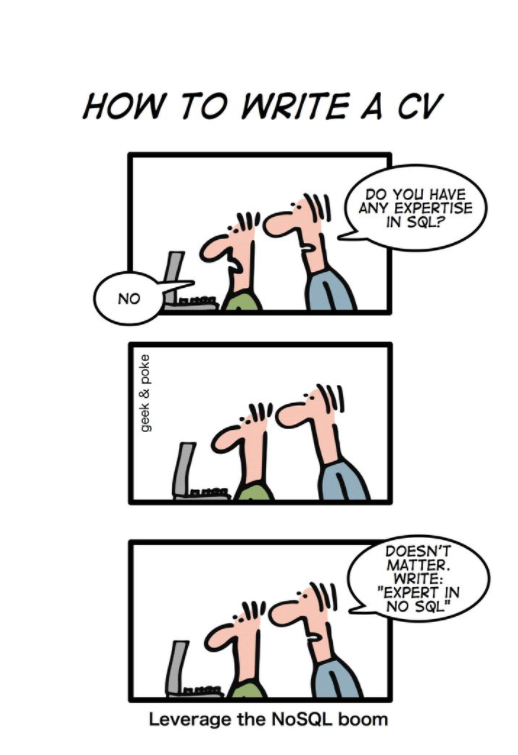 HOW TO WRITE A CV
DO YOU HAVE
ANY EXPERTISE
IN SQL?
NO
geek & poke
DOESN'T
MATTER.
WRITE:
"EXPERT IN
NO SQL"
Leverage the NoSQL boom